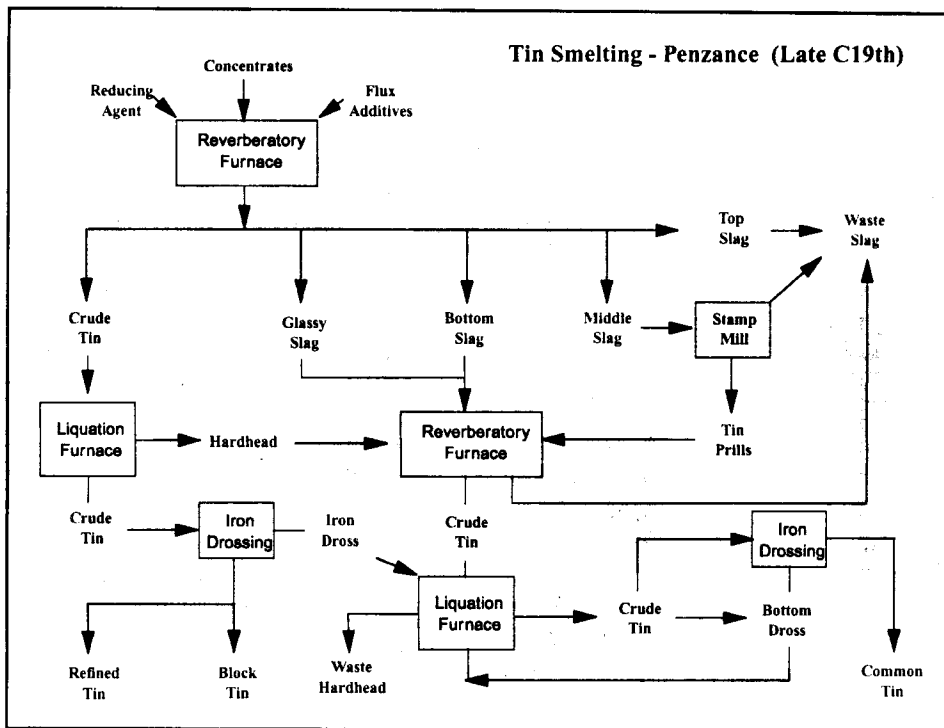 Tin Smelting - Penzance (Late C19th)
Concentrates
Reducing
Agent
Flux
Additives
Reverberatory
Furnace
Top
Slag
Waste
Slag
Crude
Tin
Glassy
Slag
Bottom
Slag
Middle
Slag
Stamp
Mill
Liquation
Furnace
Hardhead
Reverberatory
Furnace
Tin
Prills
Crude
Tin
Iron
Drossing
Iron
Dross
Crude
Tin
Iron
Drossing
Liquation
Furnace
Crude
Tin
Bottom
Dross
Refined
Tin
Block
Tin
Waste
Hardhead
Common
Tin